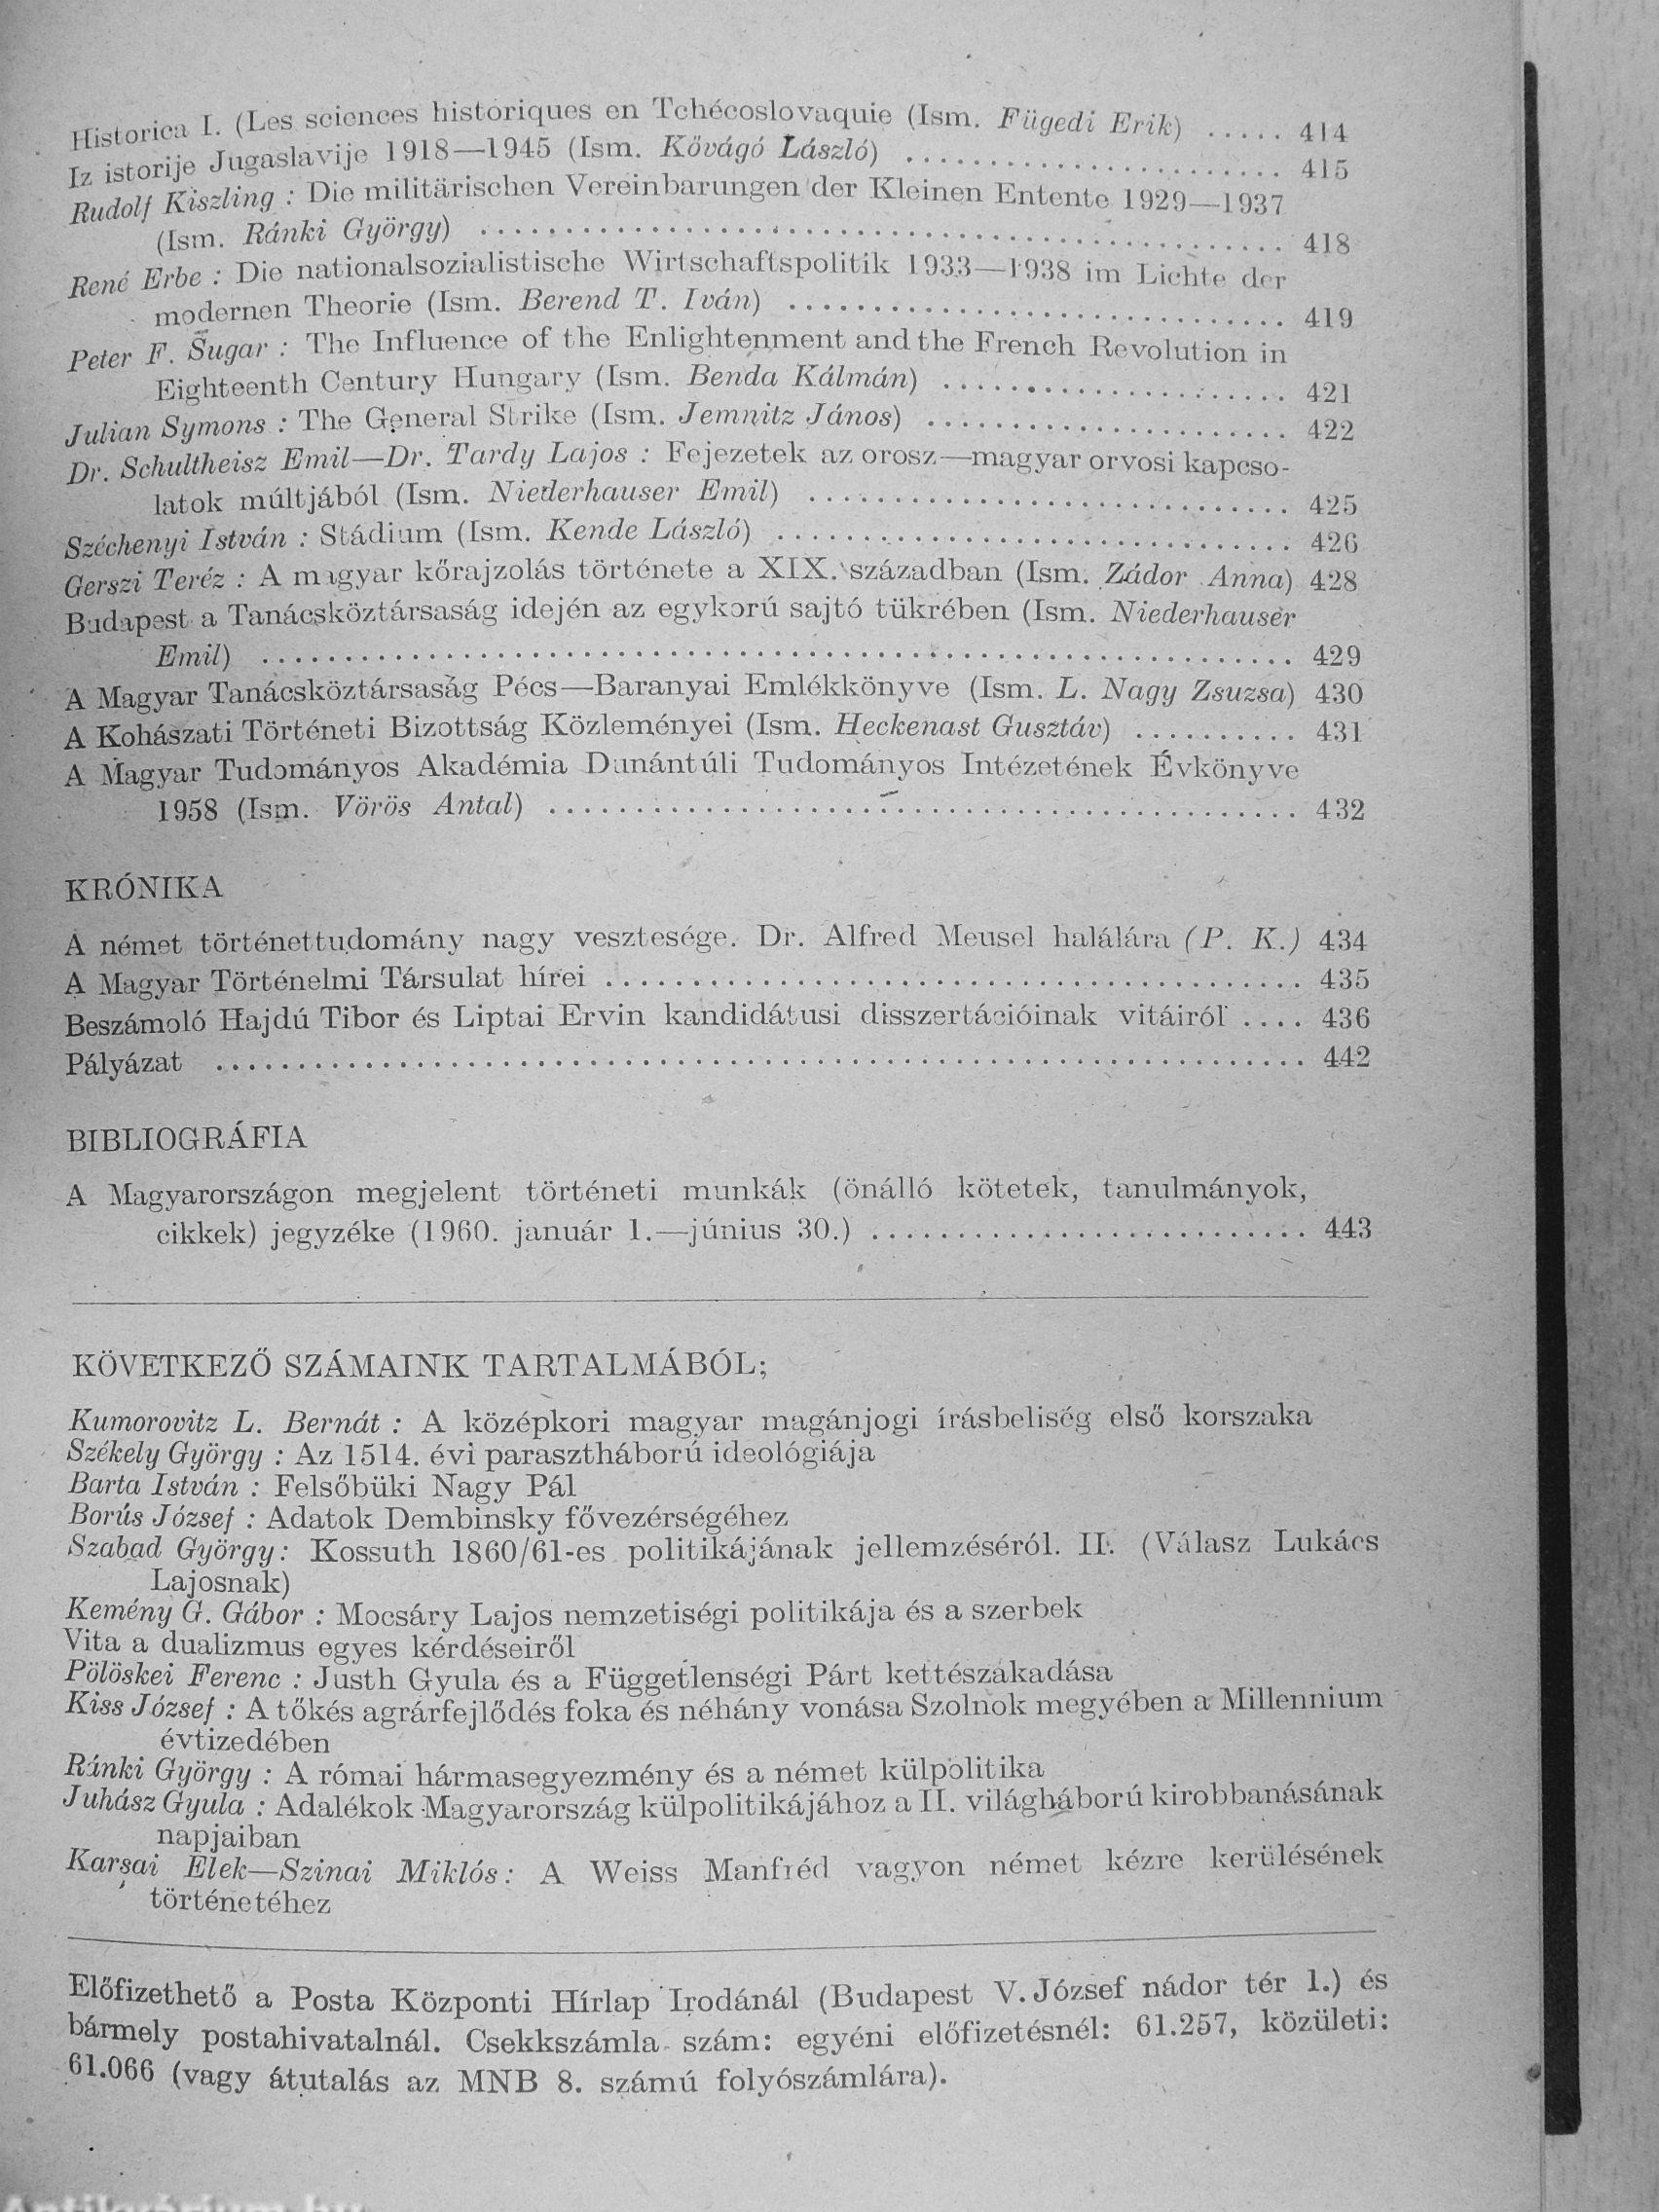 Historica I. (Les sciences historiques en Tchécoslovaquie (Ism. Fügedi Erik) ..... 414
Iz istorije Jugaslavije 1918—1945 (Ism. Kővágó László) ..................... 415
Rudolf Kiszling : Die militärischen Vereinbarungen der Kleinen Entente 1929—1937
(Ism. Ránki György) ............................................... 418
René Erbe : Die nationalsozialistische Wirtschaftspolitik 1933—1938 im Lichte der
modernen Theorie (Ism. Berend T. Iván) .............................. 419
Peter F. Sugar : The Influence of the Enlightenment and the French Revolution in
Eighteenth Century Hungary (Ism. Benda Kálmán) ..................... 421
Julian Symons : The General Strike (Ism. Jemnitz János) ...................... 422
Dr. Schultheisz Emil—Dr. Tardy Lajos : Fejezetek az orosz—magyar orvosi kapcso-
latok múltjából (Ism. Niederhauser Emil) ............................. 425
Széchenyi István : Stádium (Ism. Kende László) ............................... 426
Gerszi Teréz : A magyar kőrajzolás története a XIX. században (Ism. Zádor Anna) 428
Budapest a Tanácsköztársaság idején az egykorú sajtó tükrében (Ism. Niederhauser
Emil) ............................................................... 429
A Magyar Tanácsköztársaság Pécs—Baranyai Emlékkönyve (Ism. L. Nagy Zsuzsa) 430
A Kohászati Történeti Bizottság Közleményei (Ism. Heckenast Gusztáv) .......... 431
A Magyar Tudományos Akadémia Dunántúli Tudományos Intézetének Évkönyve
1958 (Ism. Vörös Antal) ............................................. 432
KRÓNIKA
A német történettudomány nagy vesztesége. Dr. Alfred Meusel halálára (P. K.) 434
A Magyar Történelmi Társulat hírei ......................................... 435
Beszámoló Hajdú Tibor és Liptai Ervin kandidátusi disszertációinak vitáiról .... 436
Pályázat ................................................................. 442
BIBLIOGRÁFIA
A Magyarországon megjelent történeti munkák (önálló kötetek, tanulmányok,
cikkek) jegyzéke (1960. január 1.—június 30.) .......................... 443
KÖVETKEZŐ SZÁMAINK TARTALMÁBÓL;
Kumorovitz L. Bernát : A középkori magyar magánjogi írásbeliség első korszaka
Székely György : Az 1514. évi parasztháború ideológiája
Barta István : Felsőbüki Nagy Pál
Borús József : Adatok Dembinsky fővezérségéhez
Szabad György: Kossuth 1860/61-es politikájának jellemzéséról. II. (Válasz Lukács
Lajosnak)
Kemény G. Gábor : Mocsáry Lajos nemzetiségi politikája és a szerbek
Vita a dualizmus egyes kérdéseiről
Pölöskei Ferenc : Justh Gyula és a Függetlenségi Párt kettészakadása
Kiss József : A tőkés agrárfejlődés foka és néhány vonása Szolnok megyében a Millennium
évtizedében
Ránki György : A római hármasegyezmény és a német külpolitika
Juhász Gyula : Adalékok Magyarország külpolitikájához a II. világháború kirobbanásának
napjaiban
Karsai Elek—Szinai Miklós: A Weiss Manfréd vagyon német kézre kerülésének
történetéhez
Előfizethető a Posta Központi Hírlap Irodánál (Budapest V. József nádor tér 1.) és
bármely postahivatalnál. Csekkszámla szám: egyéni előfizetésnél: 61.257, közületi:
61.066 (vagy átutalás az MNB 8. számú folyószámlára).